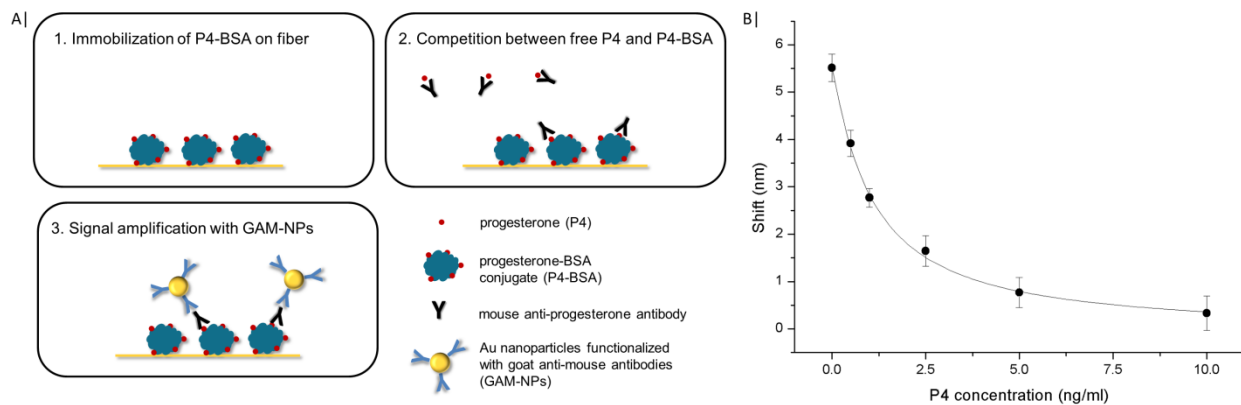 A|
1. Immobilization of P4-BSA on fiber
2. Competition between free P4 and P4-BSA
3. Signal amplification with GAM-NPs
progesterone (P4)
progesterone-BSA
conjugate (P4-BSA)
mouse anti-progesterone antibody
Au nanoparticles functionalized
with goat anti-mouse antibodies
(GAM-NPs)
B|
Shift (nm)
6
5
4
3
2
1
0
0.0
2.5
5.0
7.5
10.0
P4 concentration (ng/ml)